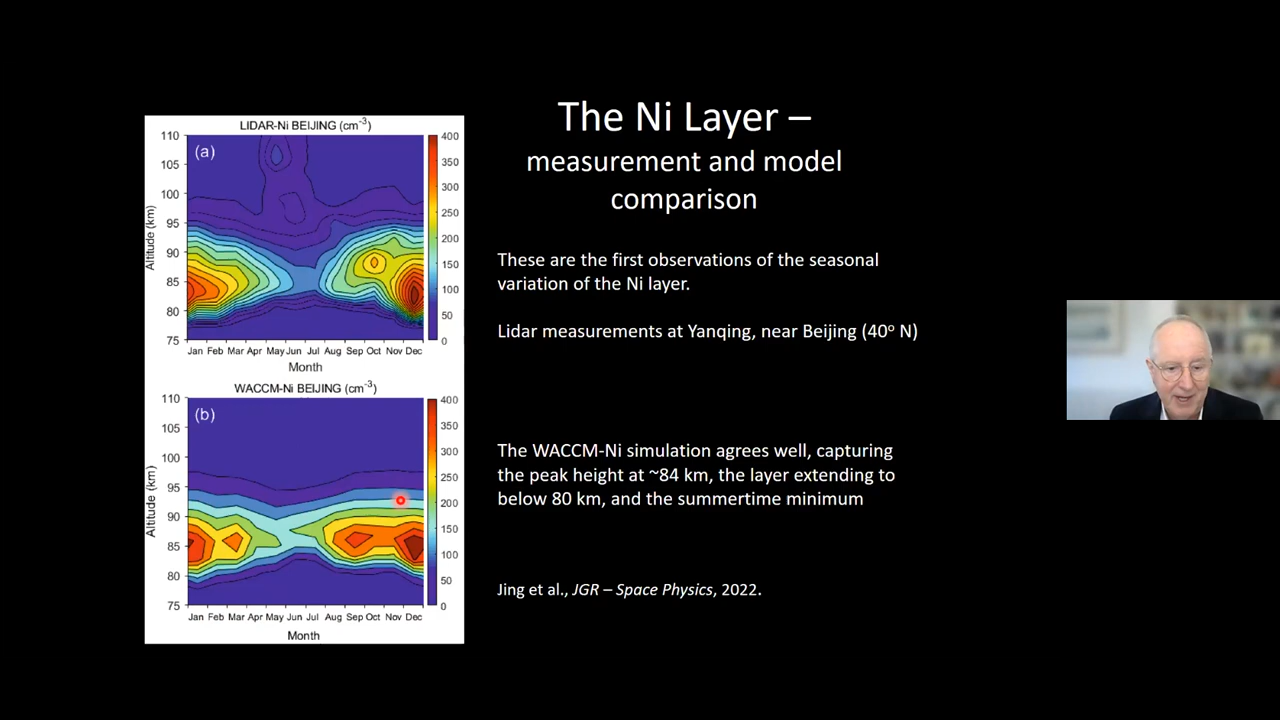 LIDAR-Ni BEIJING (cm-3)
(a)
110
105
100
95
90
85
80
75
Altitude (km)
Jan Feb Mar Apr May Jun Jul Aug Sep Oct Nov Dec
Month
400
350
300
250
200
150
100
50
0
WACCM-Ni BEIJING (cm-3)
(b)
110
105
100
95
90
85
80
75
Altitude (km)
Jan Feb Mar Apr May Jun Jul Aug Sep Oct Nov Dec
Month
400
350
300
250
200
150
100
50
0
The Ni Layer –
measurement and model
comparison
These are the first observations of the seasonal
variation of the Ni layer.
Lidar measurements at Yanqing, near Beijing (40º N)
The WACCM-Ni simulation agrees well, capturing
the peak height at ~84 km, the layer extending to
below 80 km, and the summertime minimum
Jing et al., JGR – Space Physics, 2022.